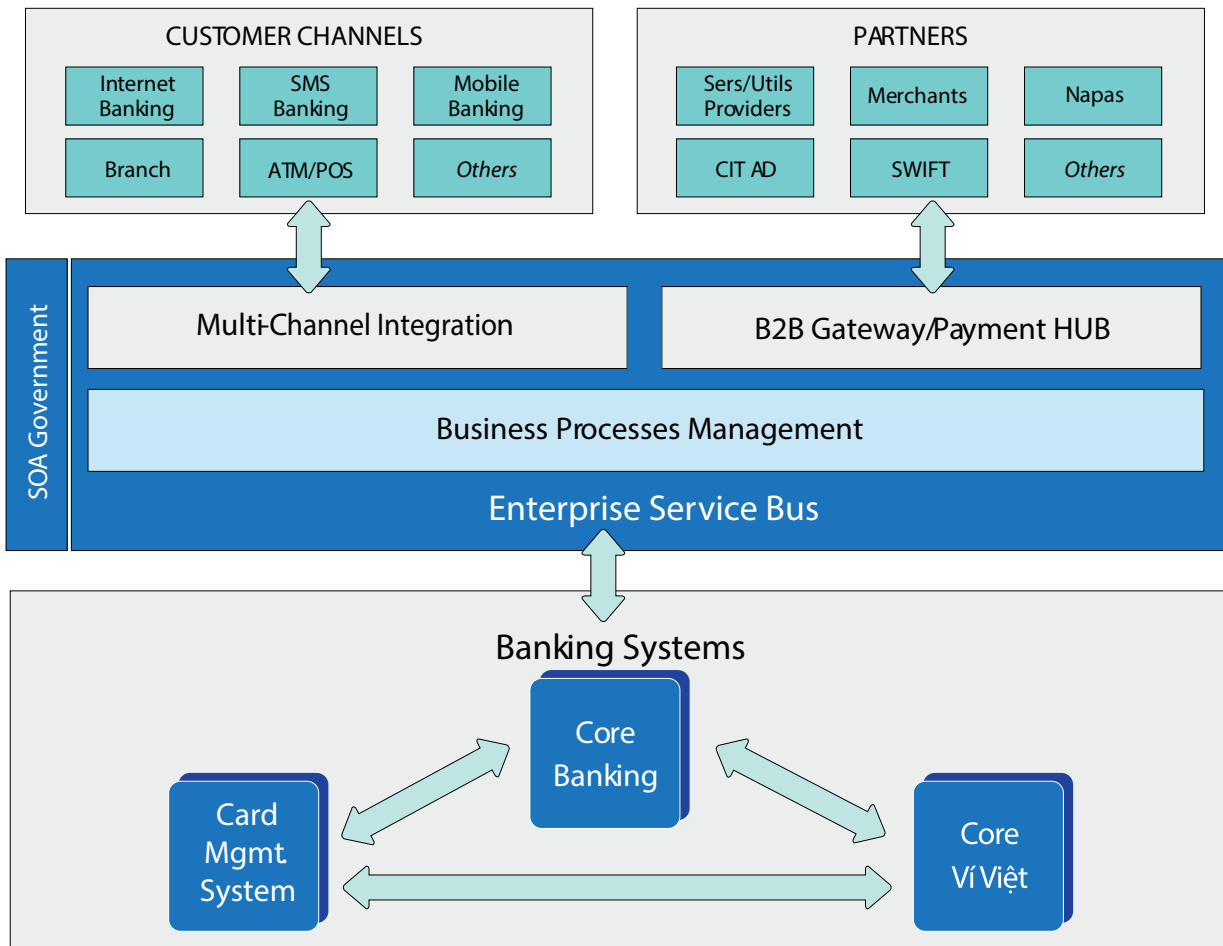 CUSTOMER CHANNELS
Internet
Banking
SMS
Banking
Mobile
Banking
Branch
ATM/POS
Others
PARTNERS
Sers/Utils
Providers
Merchants
Napas
CIT AD
SWIFT
Others
SOA Government
Multi-Channel Integration
B2B Gateway/Payment HUB
Business Processes Management
Enterprise Service Bus
Banking Systems
Core
Banking
Card
Mgmt.
System
Core
Ví Việt